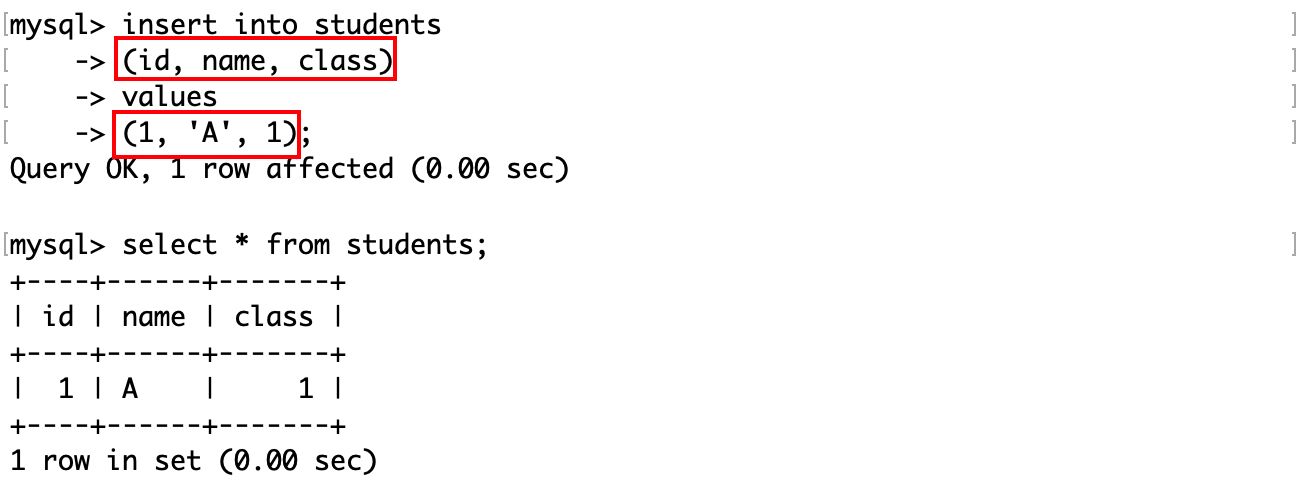 mysql> insert into students
    -> (id, name, class)
    -> values
    -> (1, 'A', 1);
Query OK, 1 row affected (0.00 sec)

mysql> select * from students;
+----+------+-------+
| id | name | class |
+----+------+-------+
|  1 | A    |     1 |
+----+------+-------+
1 row in set (0.00 sec)